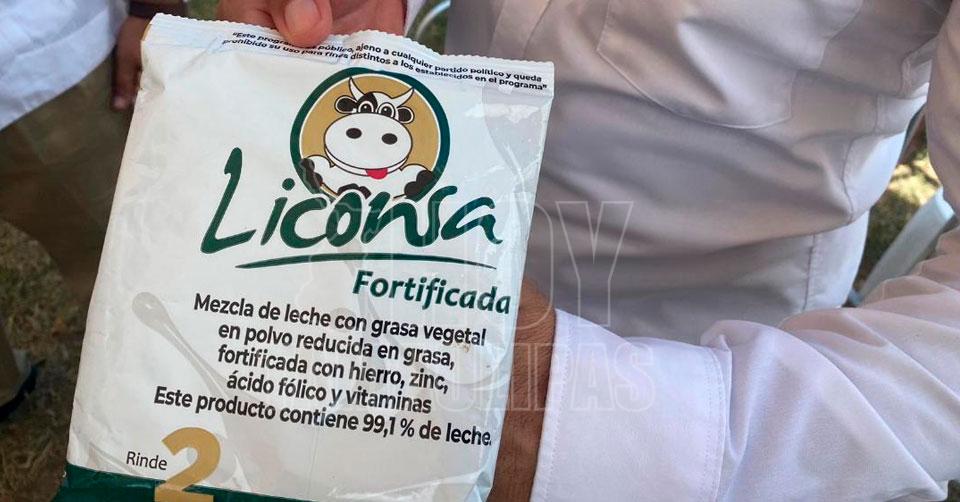 "Este programa es público, ajeno a cualquier partido político y queda
prohibido su uso para fines distintos a los establecidos en el programa"
Liconsa
Fortificada
Mezcla de leche con grasa vegetal
en polvo reducida en grasa,
fortificada con hierro, zinc,
ácido fólico y vitaminas
Este producto contiene 99,1 % de leche.
Rinde 2
HOY